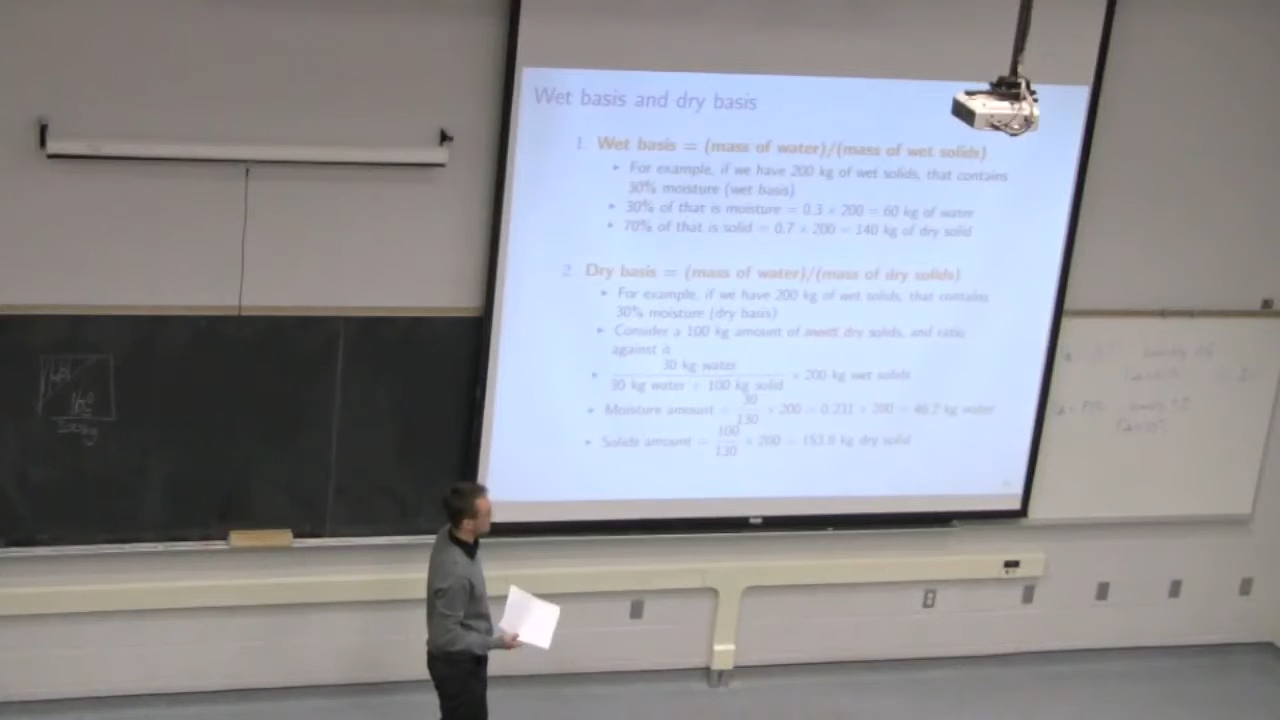 Wet basis and dry basis
1. Wet basis = (mass of water)/(mass of wet solids)
For example, if we have 200 kg of wet solids, that contains
30% moisture (wet basis)
30% of that is moisture = 0.3 × 200 = 60 kg of water
70% of that is solid = 0.7 × 200 = 140 kg of dry solid
2. Dry basis = (mass of water)/(mass of dry solids)
For example, if we have 200 kg of wet solids, that contains
30% moisture (dry basis)
Consider a 100 kg amount of dry solids, and ratio
against it
30 kg water
30 kg water + 100 kg solid × 200 kg wet solids
Moisture amount = 30/130 × 200 = 0.231 × 200 = 46.2 kg water
Solids amount = 100/130 × 200 = 153.8 kg dry solid